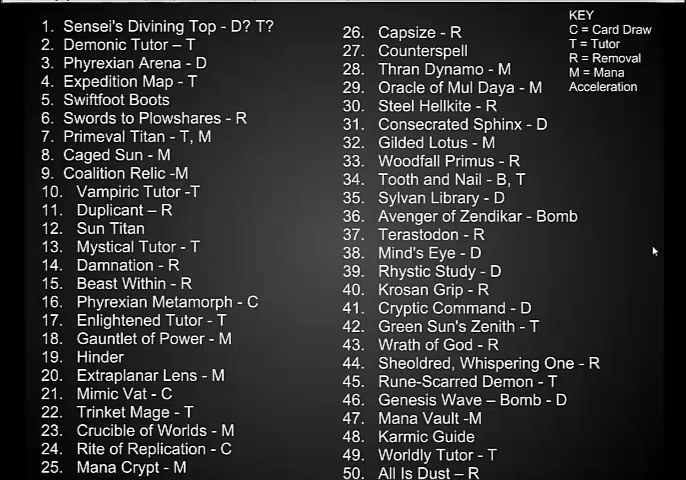 1. Sensei's Divining Top - D? T?
2. Demonic Tutor – T
3. Phyrexian Arena - D
4. Expedition Map - T
5. Swiftfoot Boots
6. Swords to Plowshares - R
7. Primeval Titan - T, M
8. Caged Sun - M
9. Coalition Relic -M
10. Vampiric Tutor -T
11. Duplicant – R
12. Sun Titan
13. Mystical Tutor - T
14. Damnation - R
15. Beast Within - R
16. Phyrexian Metamorph - C
17. Enlightened Tutor - T
18. Gauntlet of Power - M
19. Hinder
20. Extraplanar Lens - M
21. Mimic Vat - C
22. Trinket Mage - T
23. Crucible of Worlds - M
24. Rite of Replication - C
25. Mana Crypt - M
26. Capsize - R
27. Counterspell
28. Thran Dynamo - M
29. Oracle of Mul Daya - M
30. Steel Hellkite - R
31. Consecrated Sphinx - D
32. Gilded Lotus - M
33. Woodfall Primus - R
34. Tooth and Nail - B, T
35. Sylvan Library - D
36. Avenger of Zendikar - Bomb
37. Terastodon - R
38. Mind's Eye - D
39. Rhystic Study - D
40. Krosan Grip - R
41. Cryptic Command - D
42. Green Sun's Zenith - T
43. Wrath of God - R
44. Sheoldred, Whispering One - R
45. Rune-Scarred Demon - T
46. Genesis Wave – Bomb - D
47. Mana Vault -M
48. Karmic Guide
49. Worldly Tutor - T
50. All Is Dust – R
KEY
C = Card Draw
T = Tutor
R = Removal
M = Mana
Acceleration